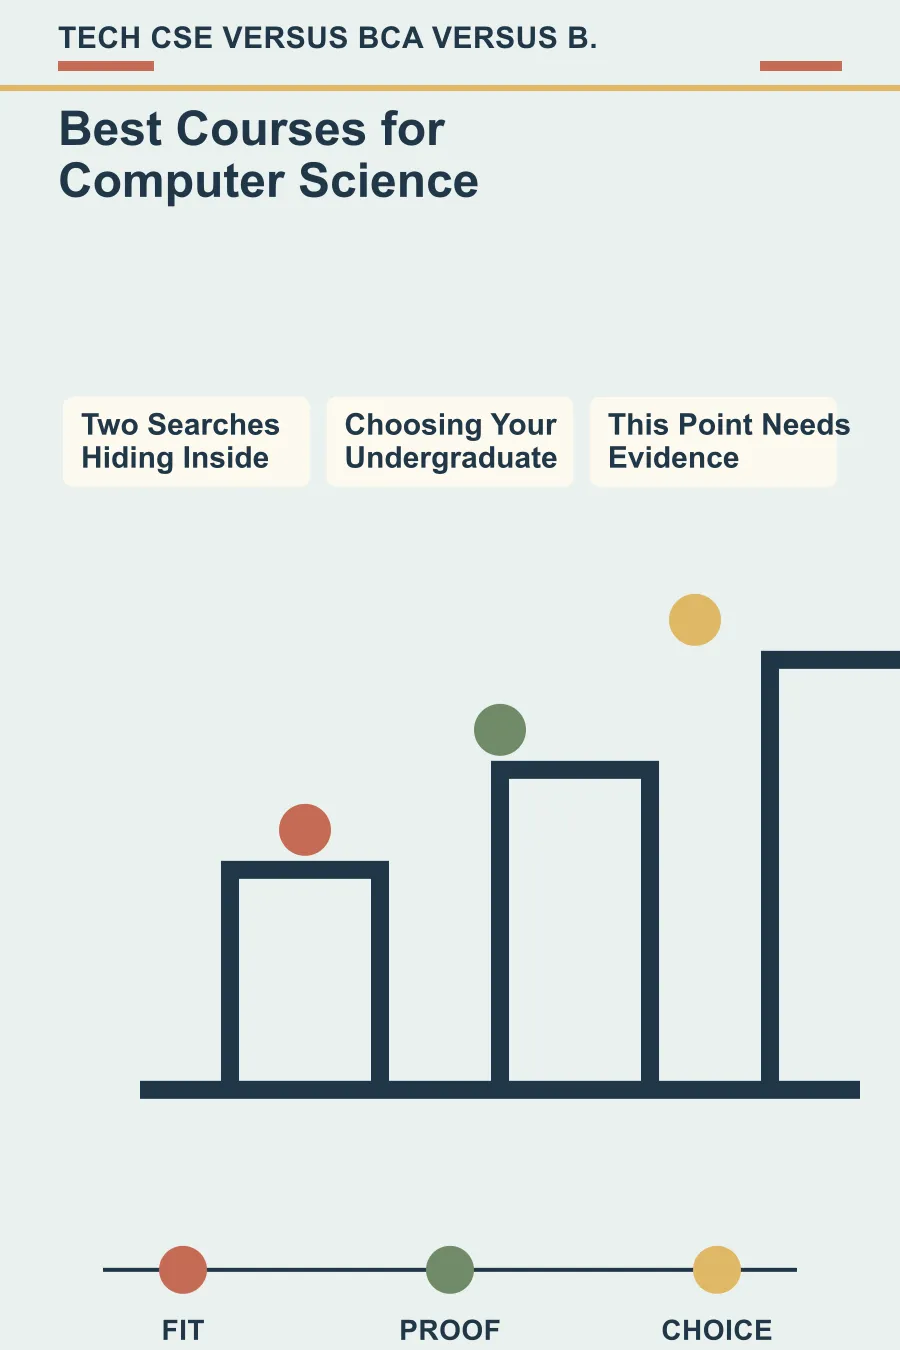 TECH CSE VERSUS BCA VERSUS B.
Best Courses for
Computer Science
Two Searches
Hiding Inside
Choosing Your
Undergraduate
This Point Needs
Evidence
FIT
PROOF
CHOICE